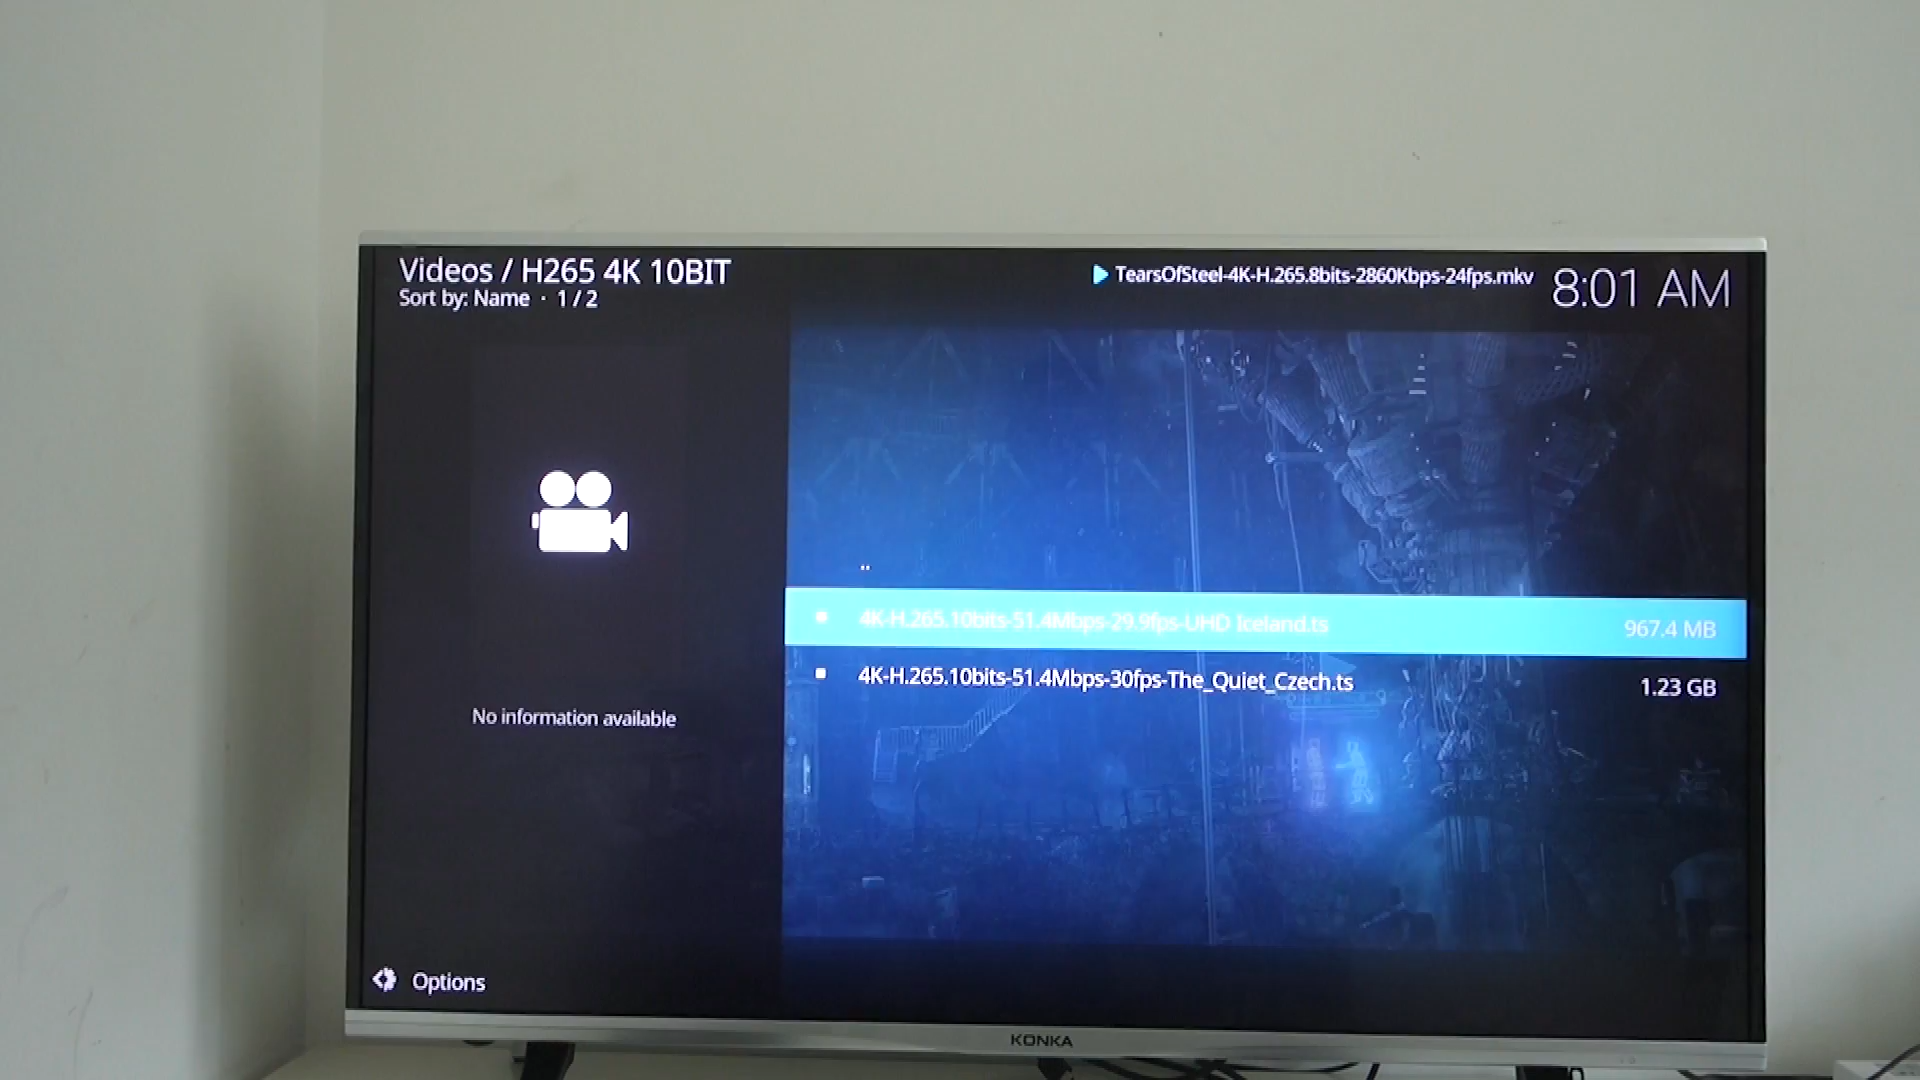 Videos / H265 4K 10BIT
Sort by: Name · 1 / 2
TearsOfSteel-4K-H.265.8bits-2860Kbps-24fps.mkv
8:01 AM
..
4K-H.265.10bits-51.4Mbps-29.9fps-UHD Iceland.ts 967.4 MB
4K-H.265.10bits-51.4Mbps-30fps-The_Quiet_Czech.ts 1.23 GB
No information available
Options
KONKA